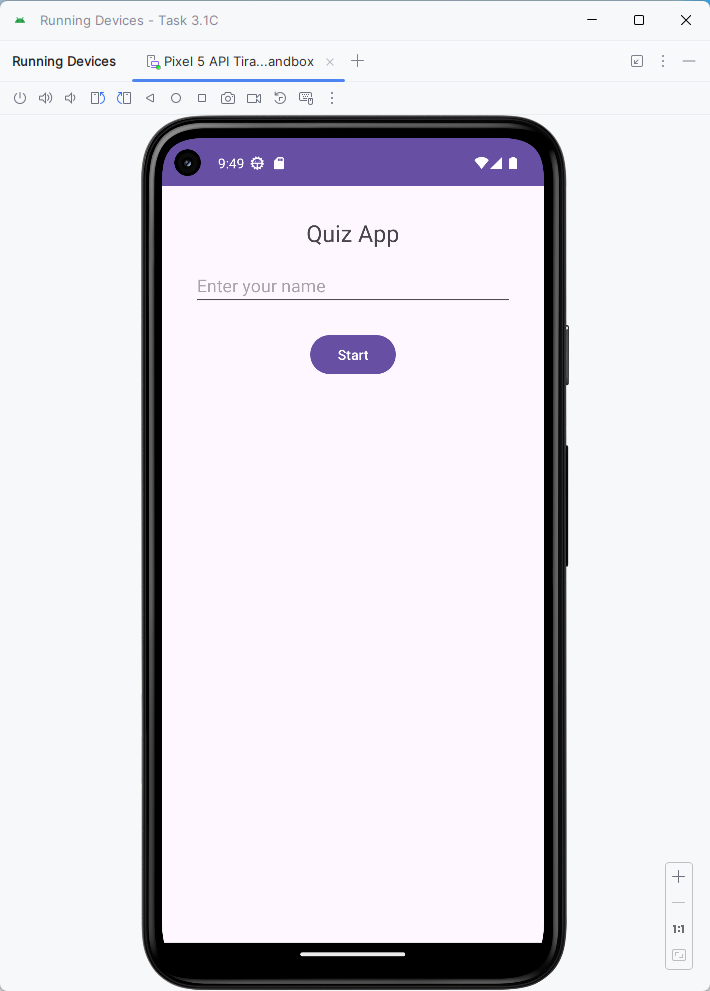 Running Devices - Task 3.1C
Running Devices
Pixel 5 API Tira...andbox
9:49
Quiz App
Enter your name
Start
1:1